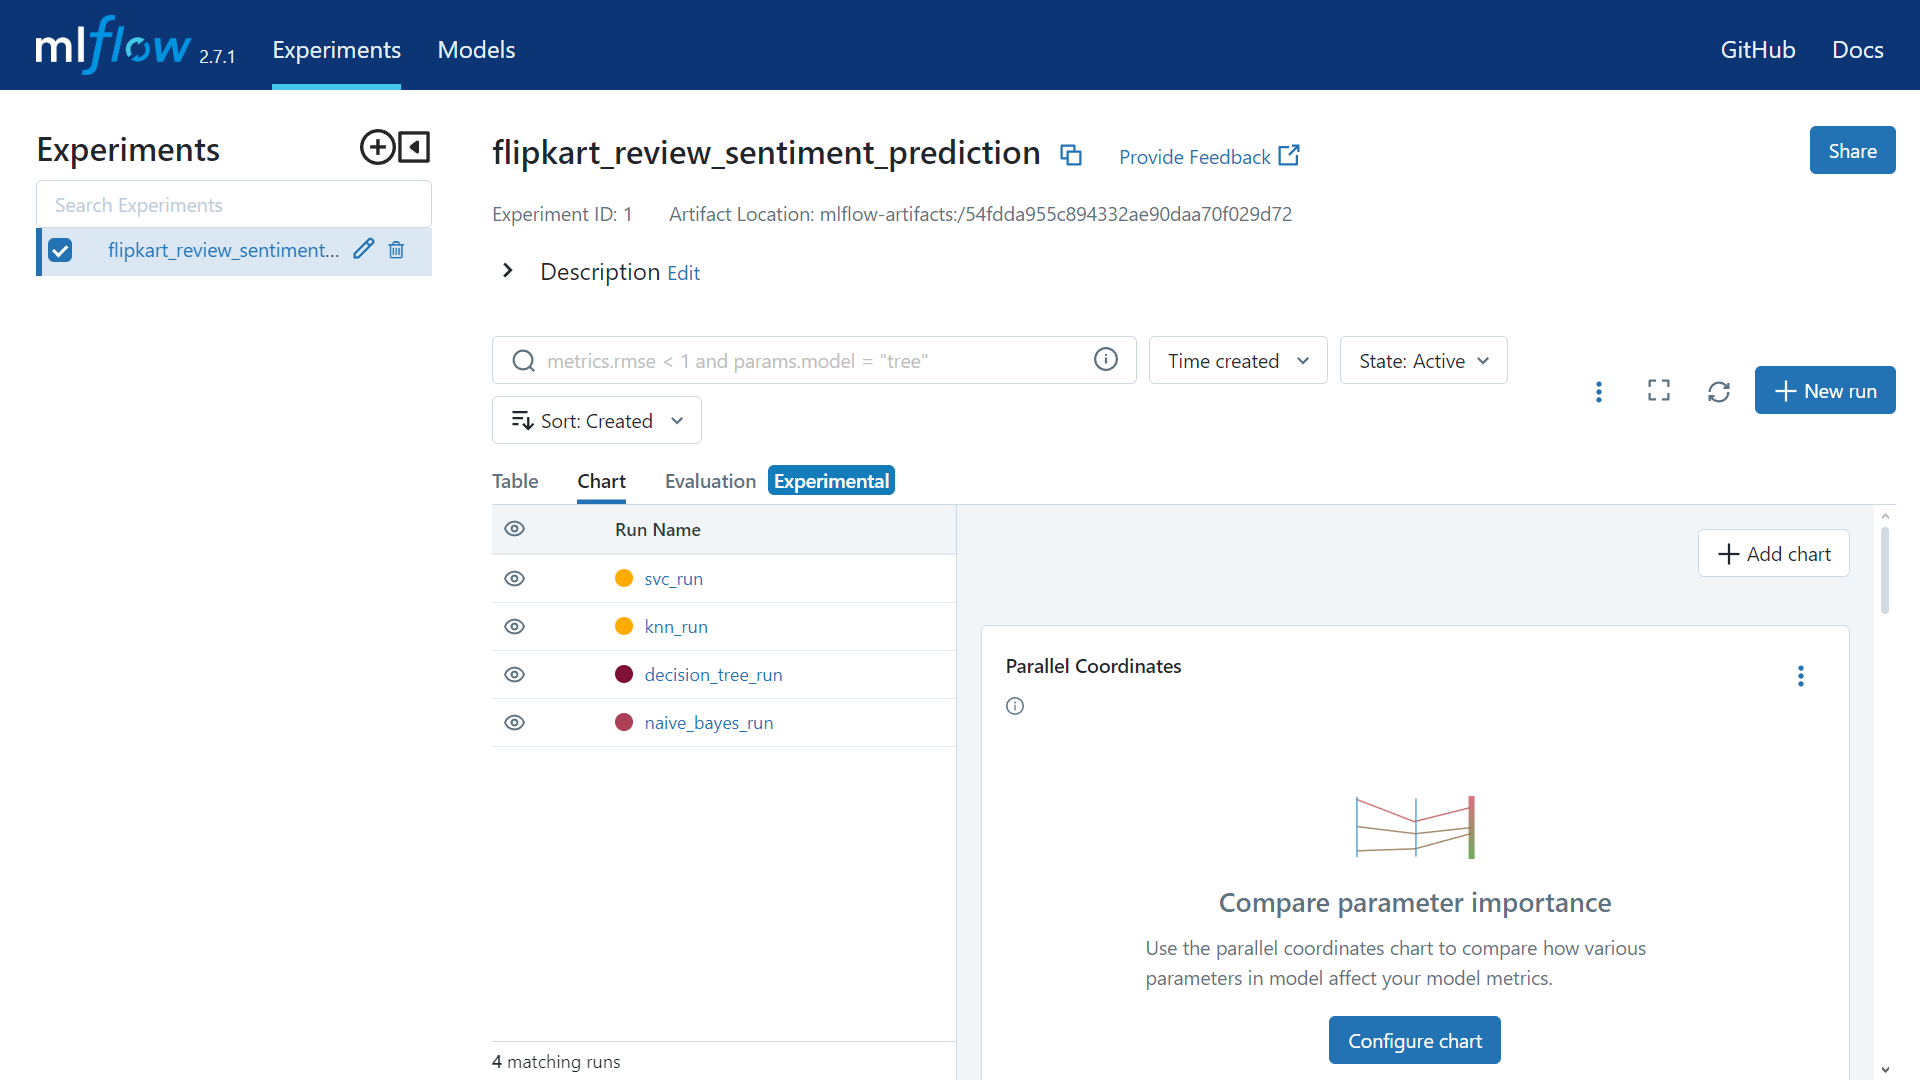 mlflow 2.7.1 Experiments Models GitHub Docs
Experiments
Search Experiments
flipkart_review_sentiment...
flipkart_review_sentiment_prediction Provide Feedback Share
Experiment ID: 1 Artifact Location: mlflow-artifacts:/54fdda955c894332ae90daa70f029d72
Description Edit
metrics.rmse < 1 and params.model = "tree" Time created State: Active
Sort: Created
New run
Table Chart Evaluation Experimental
Run Name
svc_run
knn_run
decision_tree_run
naive_bayes_run
4 matching runs
Add chart
Parallel Coordinates
Compare parameter importance
Use the parallel coordinates chart to compare how various
parameters in model affect your model metrics.
Configure chart